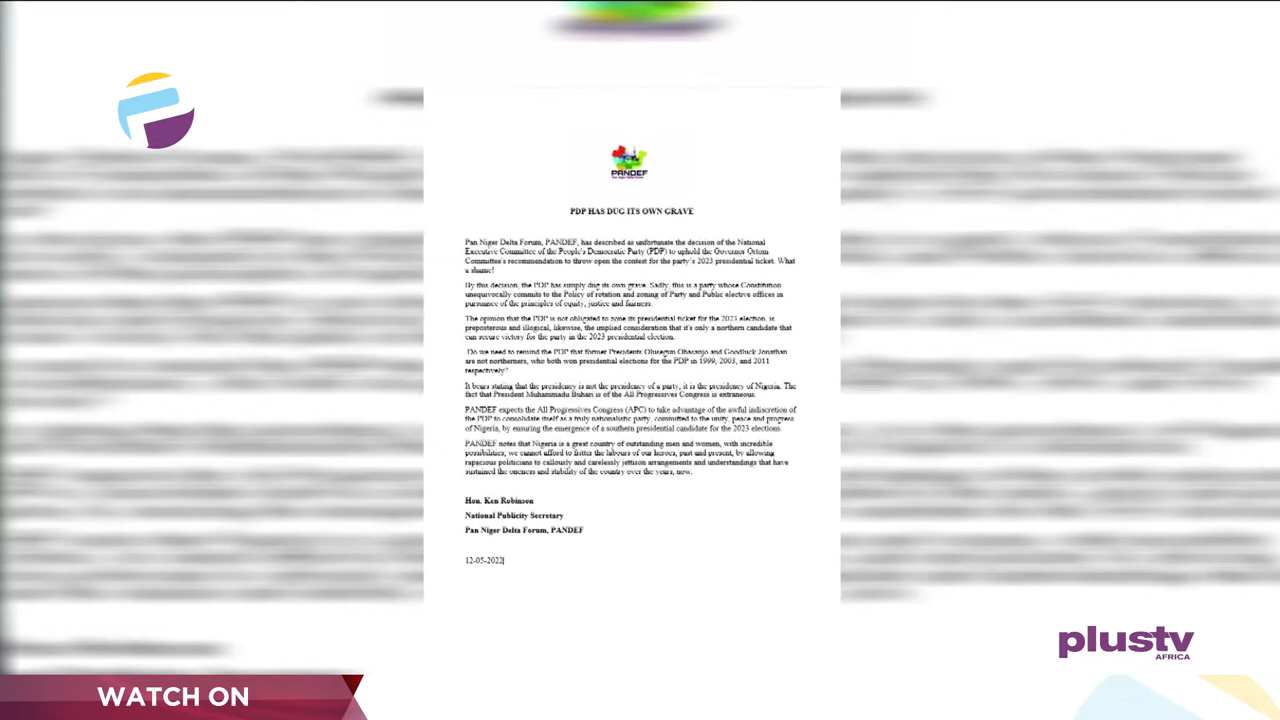 PANDEF
PDP HAS DUG ITS OWN GRAVE
Pan Niger Delta Forum, PANDEF, has described as unfortunate the decision of the National
Executive Committee of the People's Democratic Party (PDP) to uphold the Governor Ortom
Committee's recommendation to throw open the contest for the party's 2023 presidential ticket. What
a shame!
By this decision, the PDP has simply dug its own grave. Sadly, this is a party whose Constitution
unequivocally commits to the Policy of rotation and zoning of Party and Public elective offices in
pursuance of the principles of equity, justice and fairness.
The opinion that the PDP is not obligated to zone its presidential ticket for the 2023 election, is
preposterous and illogical, likewise, the implied consideration that it's only a northern candidate that
can secure victory for the party in the 2023 presidential election.
Do we need to remind the PDP that former Presidents Olusegun Obasanjo and Goodluck Jonathan
are not northerners, who both won presidential elections for the PDP in 1999, 2003, and 2011
respectively?
It bears stating that the presidency is not the presidency of a party, it is the presidency of Nigeria. The
fact that President Muhammadu Buhari is of the All Progressives Congress is extraneous.
PANDEF expects the All Progressives Congress (APC) to take advantage of the awful indiscretion of
the PDP to consolidate itself as a truly nationalistic party, committed to the unity, peace and progress
of Nigeria, by ensuring the emergence of a southern presidential candidate for the 2023 elections.
PANDEF notes that Nigeria is a great country of outstanding men and women, with incredible
possibilities, we cannot afford to fritter the labours of our heroes, past and present, by allowing
rapacious politicians to callously and carelessly jettison arrangements and understandings that have
sustained the oneness and stability of the country over the years, now.
Hon. Ken Robinson
National Publicity Secretary
Pan Niger Delta Forum, PANDEF
12-05-2022
plustv
AFRICA
WATCH ON